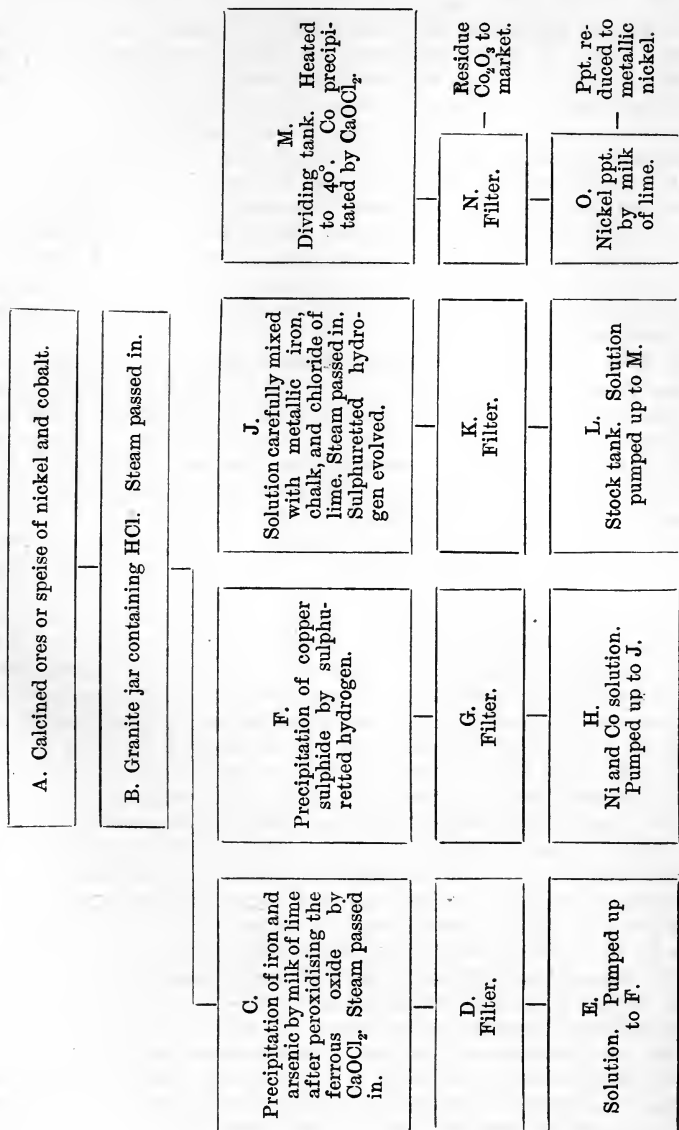 A. Calcined ores or speise of nickel and cobalt.
B. Granite jar containing HCl. Steam passed in.
C.
Precipitation of iron and
arsenic by milk of lime
after peroxidising the
ferrous oxide by
CaOCl₂. Steam passed
in.
D.
Filter.
E.
Solution. Pumped up
to F.
F.
Precipitation of copper
sulphide by sulphu-
retted hydrogen.
G.
Filter.
H.
Ni and Co solution.
Pumped up to J.
J.
Solution carefully mixed
with metallic iron,
chalk, and chloride of
lime. Steam passed in.
Sulphuretted hydro-
gen evolved.
K.
Filter.
L.
Stock tank. Solution
pumped up to M.
M.
Dividing tank. Heated
to 40°. Co precipi-
tated by CaOCl₂.
N.
Filter.
Residue
Co₂O₃ to
market.
O.
Nickel ppt.
by milk
of lime.
Ppt. re-
duced to
metallic
nickel.